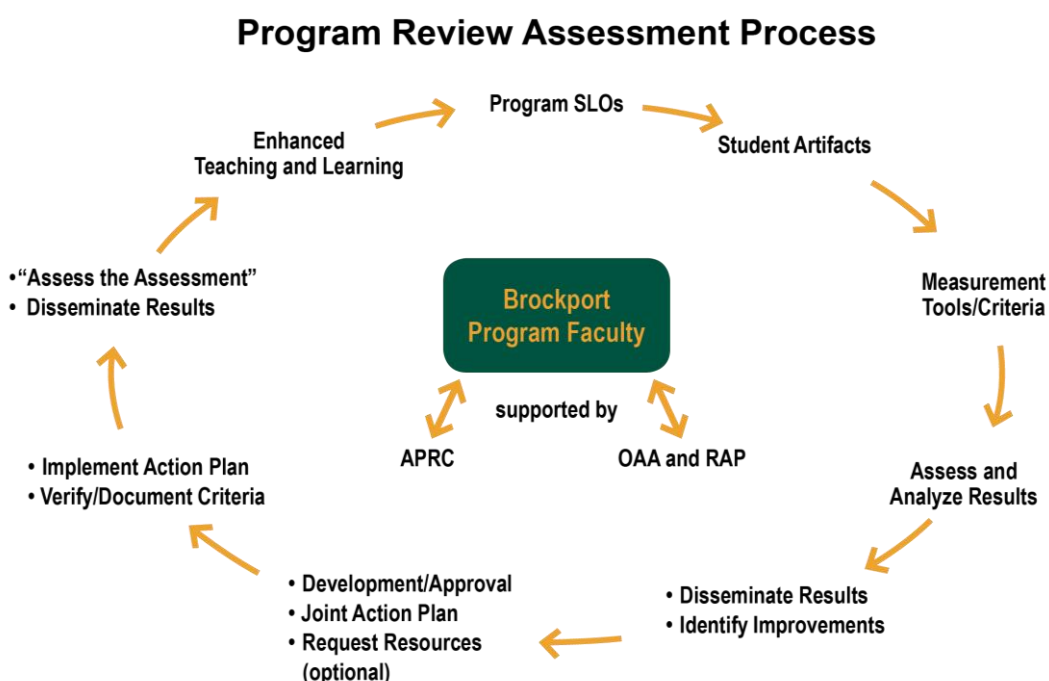 Program Review Assessment Process
Program SLOs
Student Artifacts
Measurement
Tools/Criteria
Assess and
Analyze Results
• Disseminate Results
• Identify Improvements
• Development/Approval
• Joint Action Plan
• Request Resources
(optional)
• Implement Action Plan
• Verify/Document Criteria
•“Assess the Assessment”
• Disseminate Results
Enhanced
Teaching and Learning
Brockport
Program Faculty
supported by
APRC
OAA and RAP